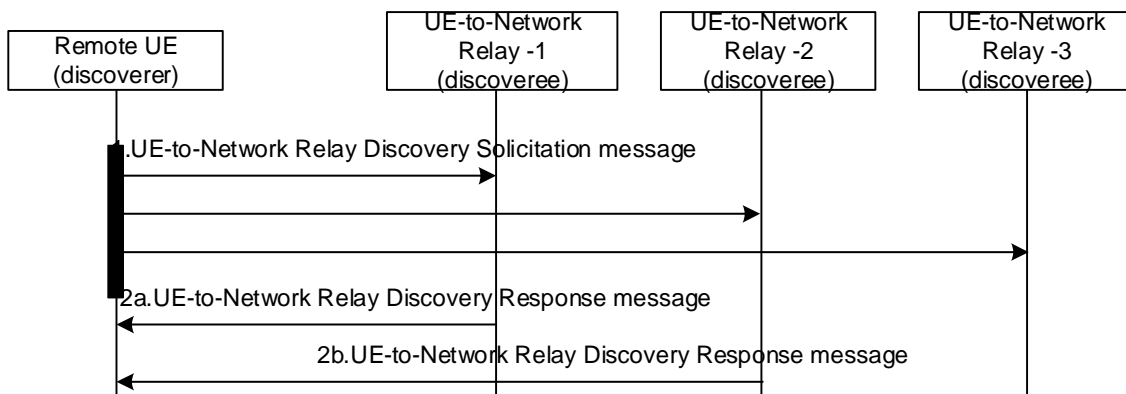 Remote UE
(discoverer)
UE-to-Network
Relay -1
(discoveree)
UE-to-Network
Relay -2
(discoveree)
UE-to-Network
Relay -3
(discoveree)
1.UE-to-Network Relay Discovery Solicitation message
2a.UE-to-Network Relay Discovery Response message
2b.UE-to-Network Relay Discovery Response message